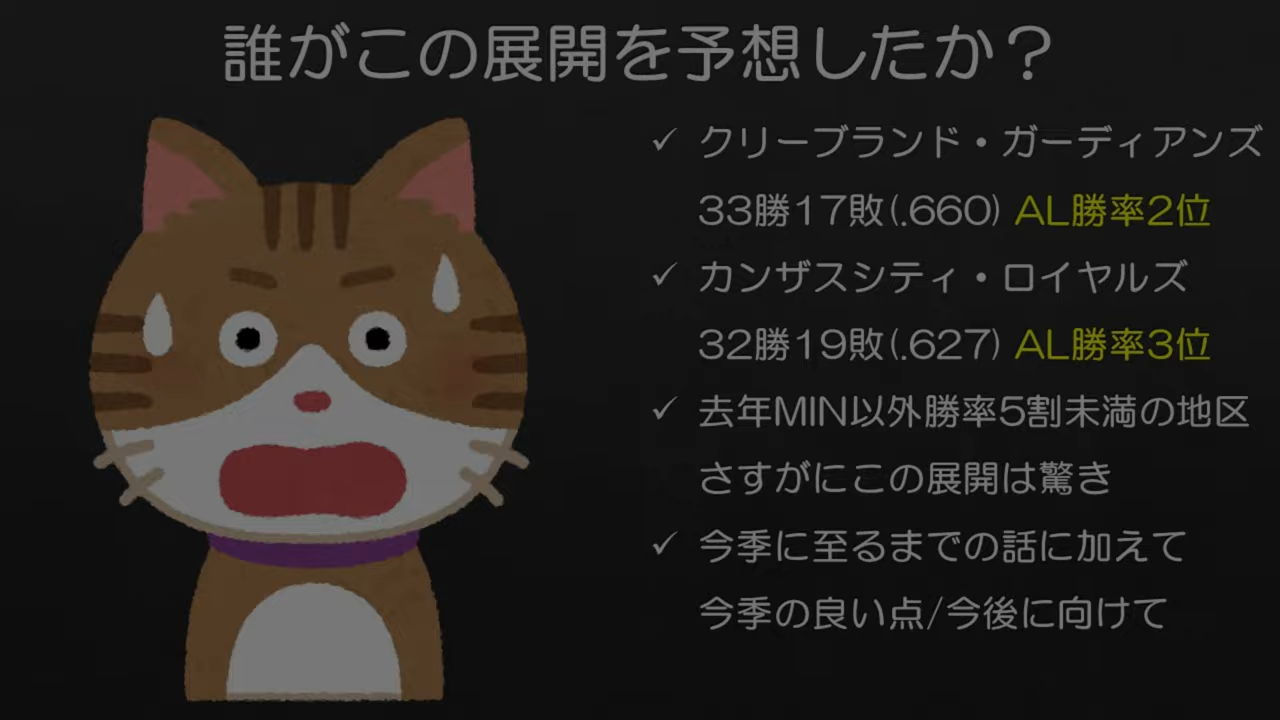 誰がこの展開を予想したか？
✓ クリーブランド・ガーディアンズ
33勝17敗(.660) AL勝率2位
✓ カンザスシティ・ロイヤルズ
32勝19敗(.627) AL勝率3位
✓ 去年MIN以外勝率5割未満の地区
さすがにこの展開は驚き
✓ 今季に至るまでの話に加えて
今季の良い点/今後に向けて